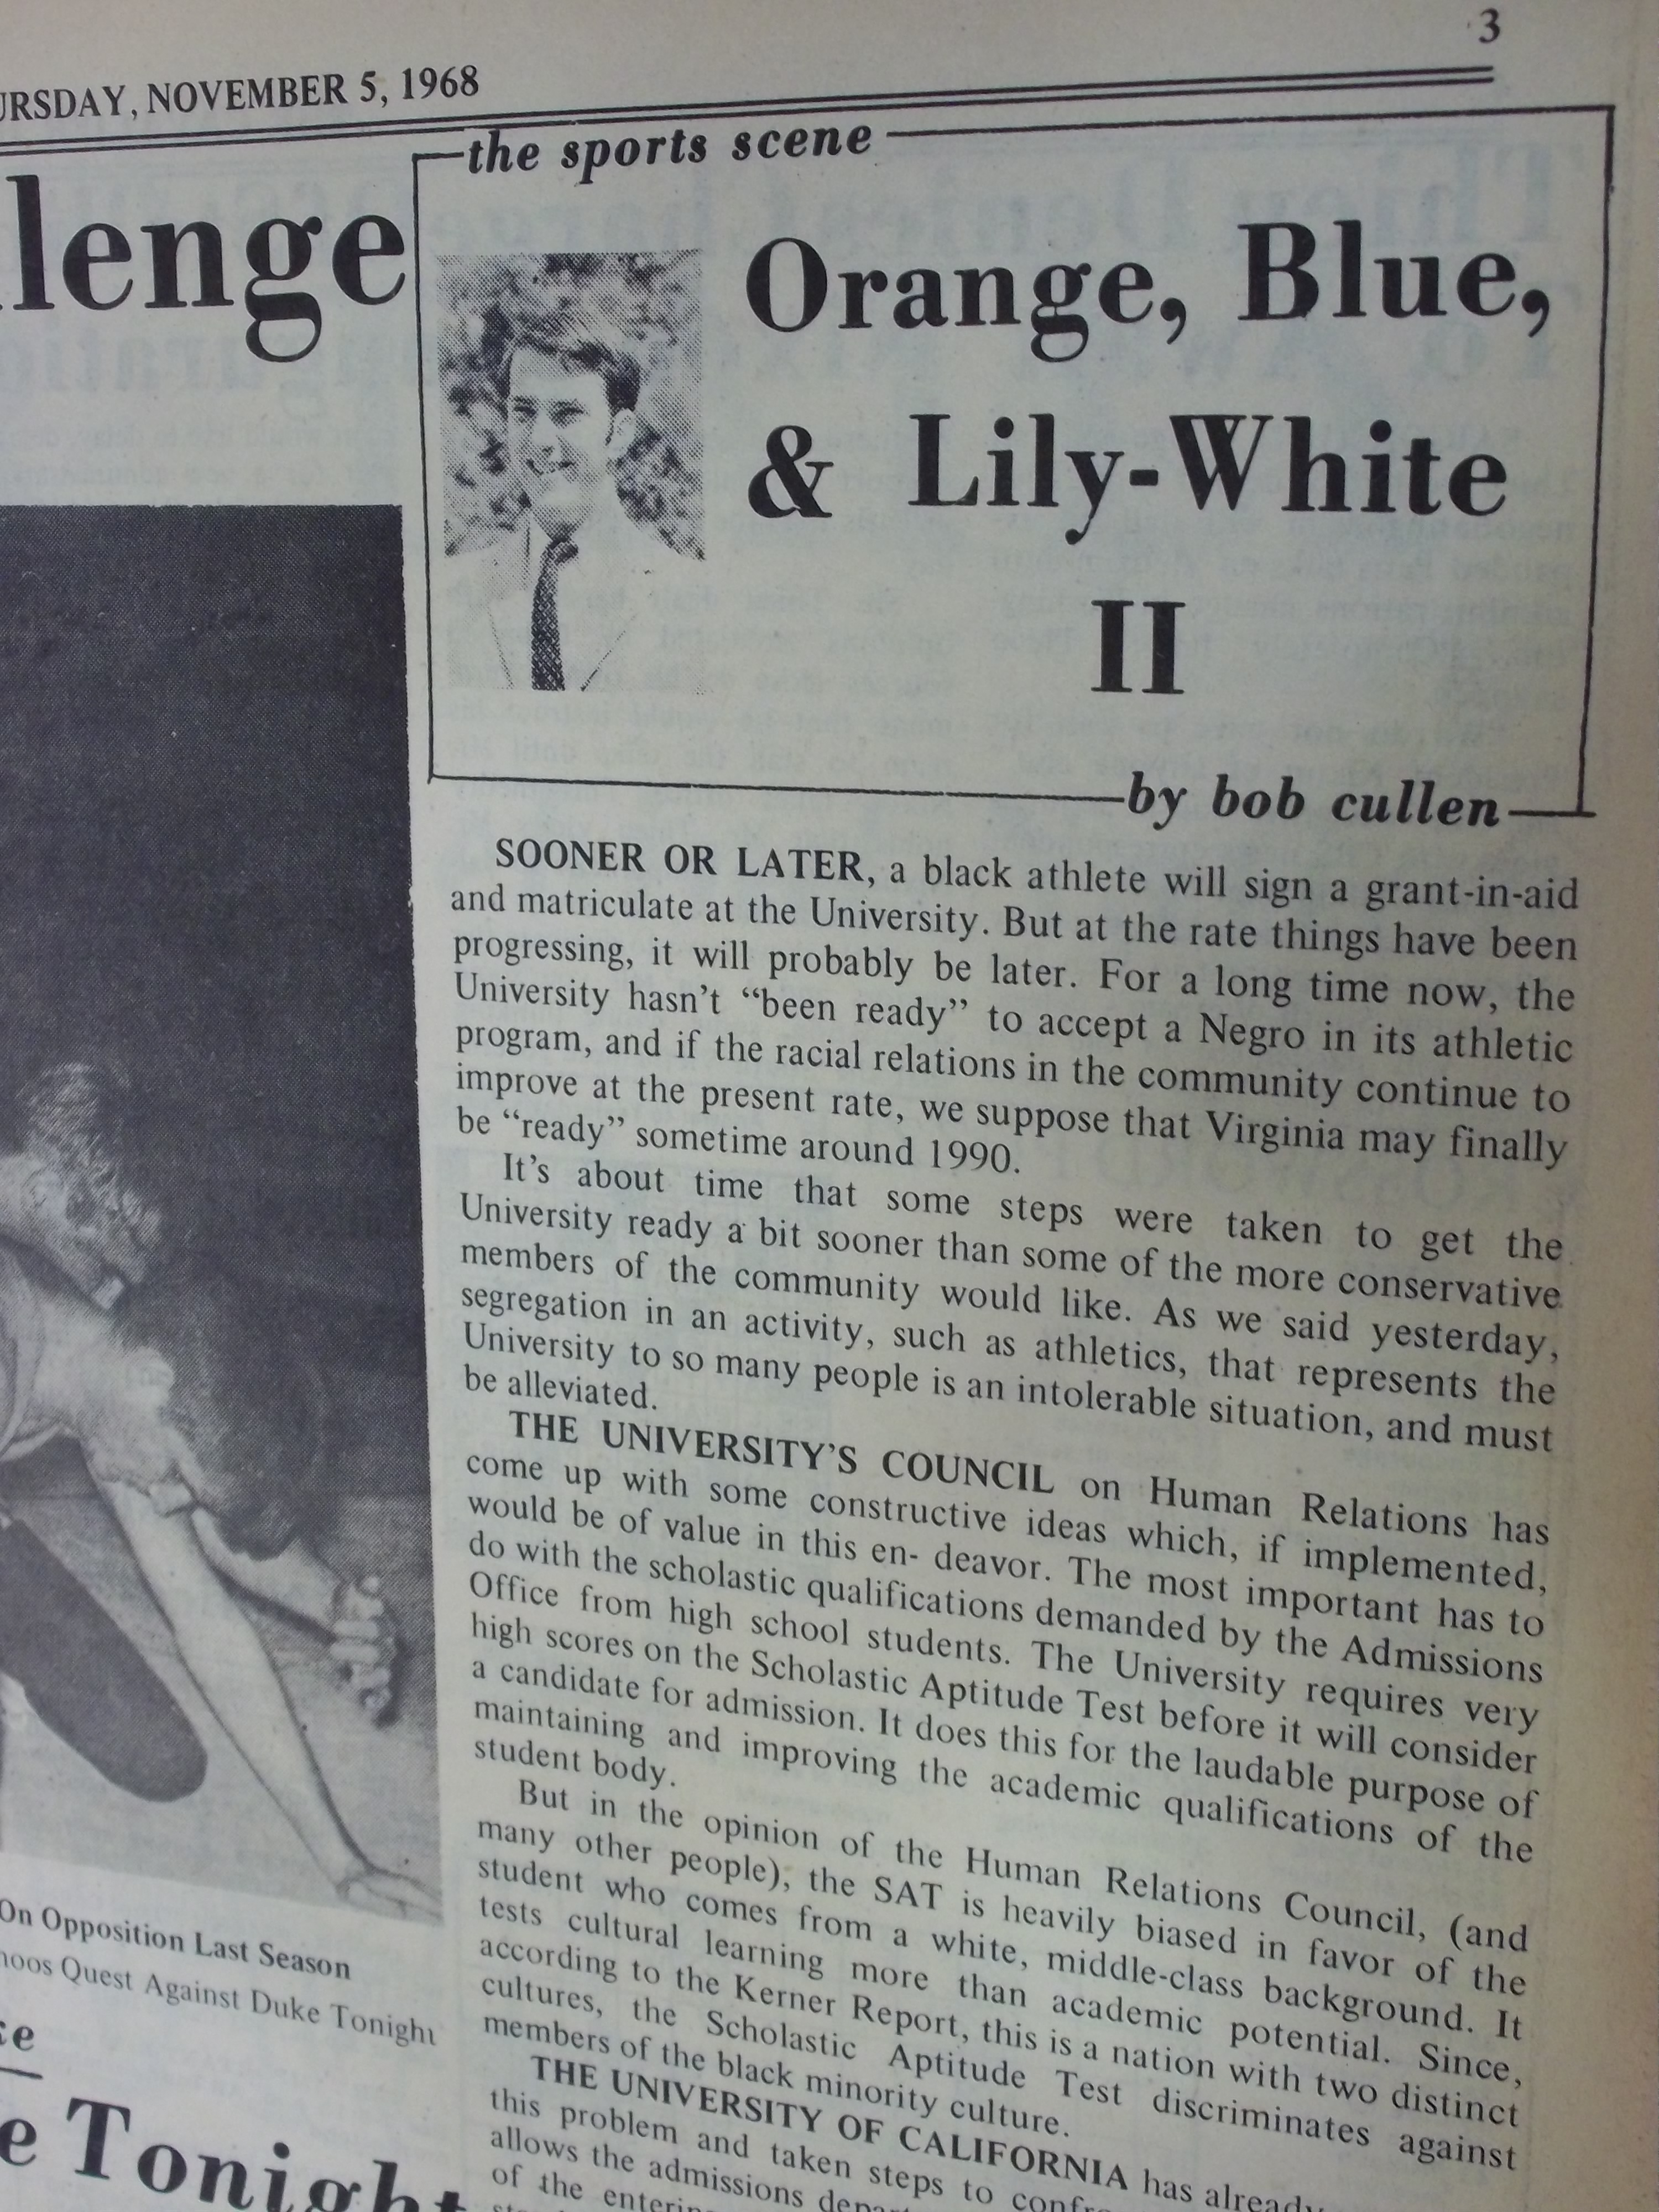 3
URSDAY, NOVEMBER 5, 1968
lenge
the sports scene
Orange, Blue,
& Lily-White
II
by bob cullen
SOONER OR LATER, a black athlete will sign a grant-in-aid
and matriculate at the University. But at the rate things have been
progressing, it will probably be later. For a long time now, the
University hasn't “been ready” to accept a Negro in its athletic
program, and if the racial relations in the community continue to
improve at the present rate, we suppose that Virginia may finally
be “ready” sometime around 1990.
It's about time that some steps were taken to get the
University ready a bit sooner than some of the more conservative
members of the community would like. As we said yesterday,
segregation in an activity, such as athletics, that represents the
University to so many people is an intolerable situation, and must
be alleviated.
THE UNIVERSITY'S COUNCIL on Human Relations has
come up with some constructive ideas which, if implemented,
would be of value in this en- deavor. The most important has to
do with the scholastic qualifications demanded by the Admissions
Office from high school students. The University requires very
high scores on the Scholastic Aptitude Test before it will consider
a candidate for admission. It does this for the laudable purpose of
maintaining and improving the academic qualifications of the
student body.
But in the opinion of the Human Relations Council, (and
many other people), the SAT is heavily biased in favor of the
student who comes from a white, middle-class background. It
tests cultural learning more than academic potential. Since,
according to the Kerner Report, this is a nation with two distinct
cultures, the Scholastic Aptitude Test discriminates against
members of the black minority culture.
THE UNIVERSITY OF CALIFORNIA has already
this problem and taken steps to
allows the admissions
of the
On Opposition Last Season
hoos Quest Against Duke Tonight
ke
e Tonight